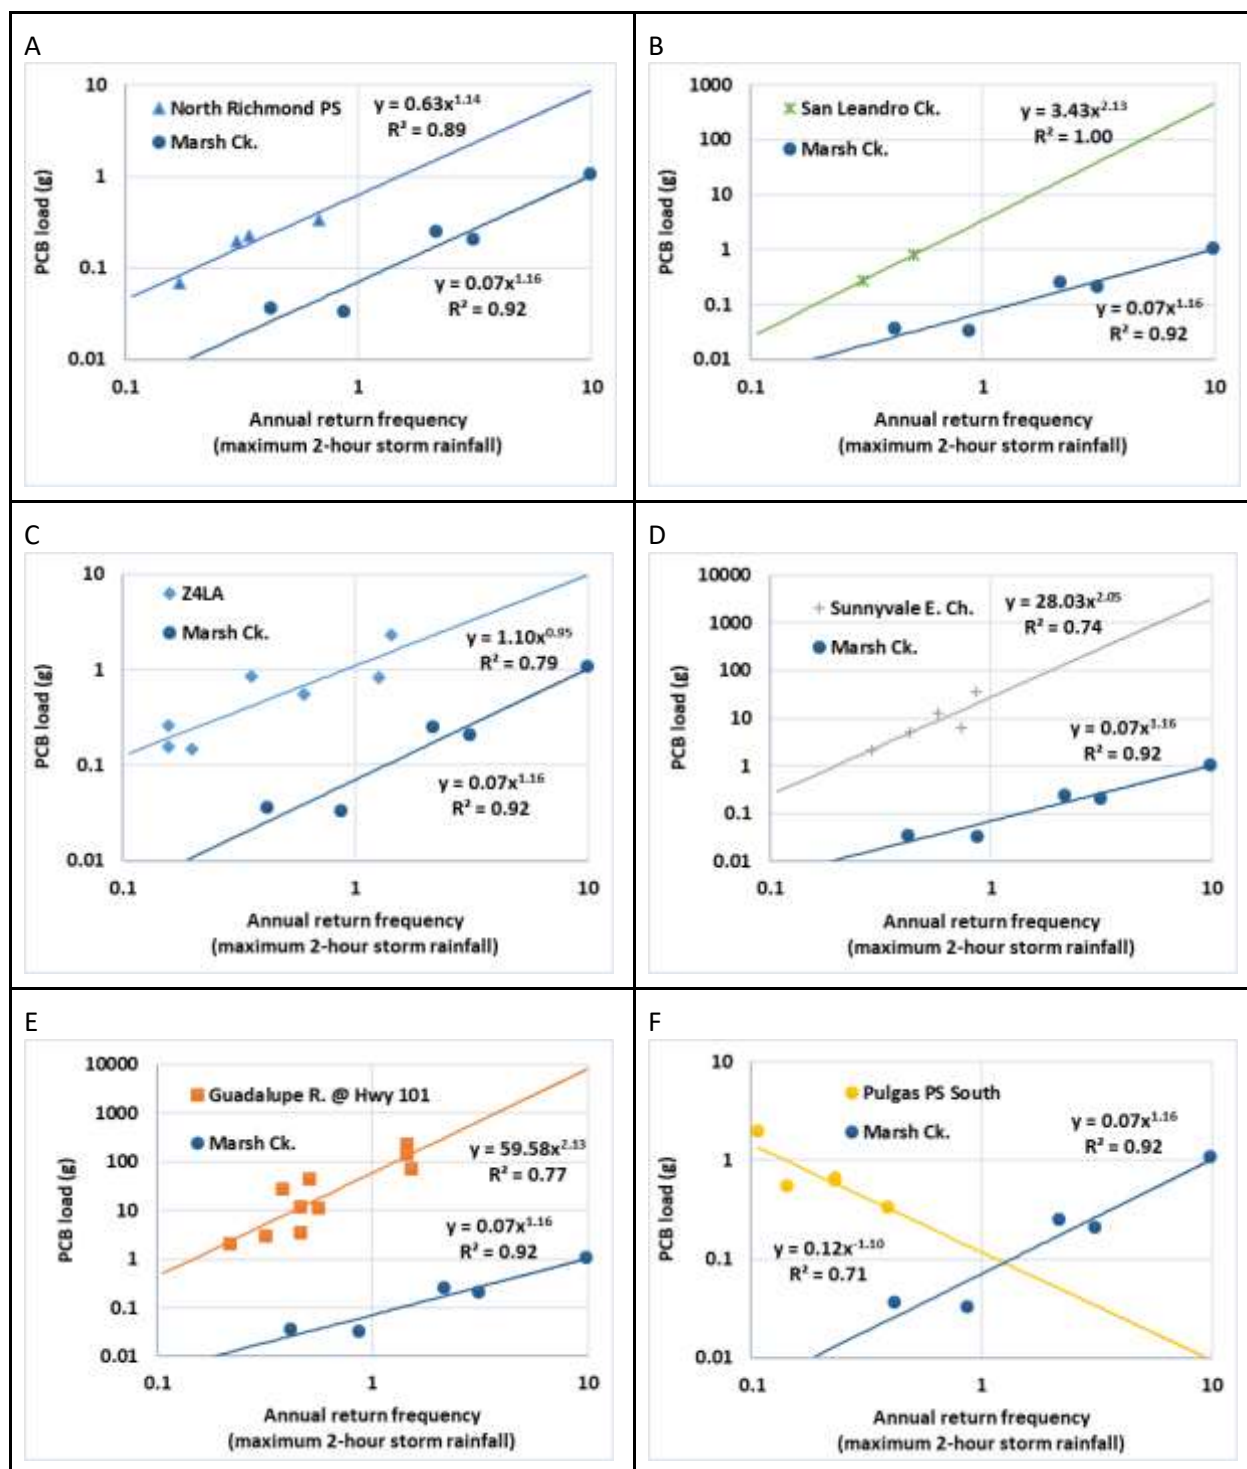 A
10
1
0.1
0.01
0.1
1
10
PCB load (g)
North Richmond PS
Marsh Ck.
y = 0.63x^1.14
R² = 0.89
y = 0.07x^1.16
R² = 0.92
Annual return frequency
(maximum 2-hour storm rainfall)
B
1000
100
10
1
0.1
0.01
0.1
1
10
PCB load (g)
San Leandro Ck.
Marsh Ck.
y = 3.43x^2.13
R² = 1.00
y = 0.07x^1.16
R² = 0.92
Annual return frequency
(maximum 2-hour storm rainfall)
C
10
1
0.1
0.01
0.1
1
10
PCB load (g)
Z4LA
Marsh Ck.
y = 1.10x^0.95
R² = 0.79
y = 0.07x^1.16
R² = 0.92
Annual return frequency
(maximum 2-hour storm rainfall)
D
10000
1000
100
10
1
0.1
0.01
0.1
1
10
PCB load (g)
Sunnyvale E. Ch.
Marsh Ck.
y = 28.03x^2.05
R² = 0.74
y = 0.07x^1.16
R² = 0.92
Annual return frequency
(maximum 2-hour storm rainfall)
E
10000
1000
100
10
1
0.1
0.01
0.1
1
10
PCB load (g)
Guadalupe R. @ Hwy 101
Marsh Ck.
y = 59.58x^2.13
R² = 0.77
y = 0.07x^1.16
R² = 0.92
Annual return frequency
(maximum 2-hour storm rainfall)
F
10
1
0.1
0.01
0.1
1
10
PCB load (g)
Pulgas PS South
Marsh Ck.
y = 0.07x^1.16
R² = 0.92
y = 0.12x^-1.10
R² = 0.71
Annual return frequency
(maximum 2-hour storm rainfall)